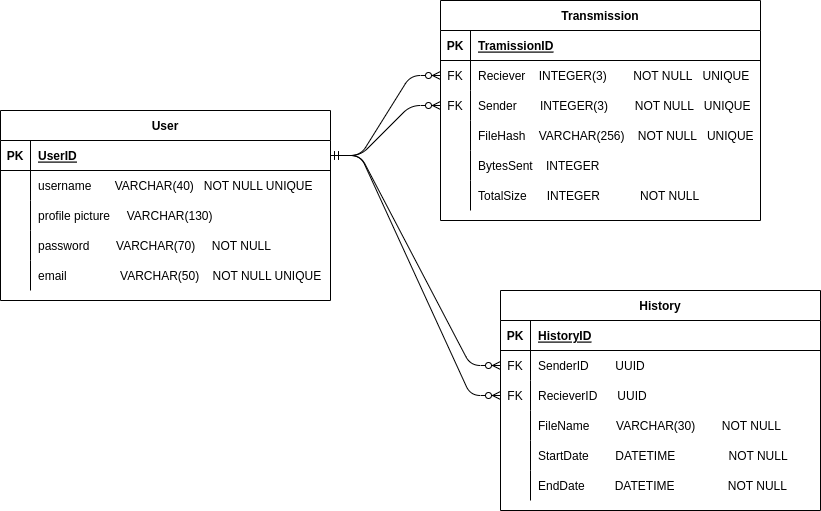 Transmission
PK TramissionID
FK Reciever INTEGER(3) NOT NULL UNIQUE
FK Sender INTEGER(3) NOT NULL UNIQUE
FileHash VARCHAR(256) NOT NULL UNIQUE
BytesSent INTEGER
TotalSize INTEGER NOT NULL
User
PK UserID
username VARCHAR(40) NOT NULL UNIQUE
profile picture VARCHAR(130)
password VARCHAR(70) NOT NULL
email VARCHAR(50) NOT NULL UNIQUE
History
PK HistoryID
FK SenderID UUID
FK RecieverID UUID
FileName VARCHAR(30) NOT NULL
StartDate DATETIME NOT NULL
EndDate DATETIME NOT NULL